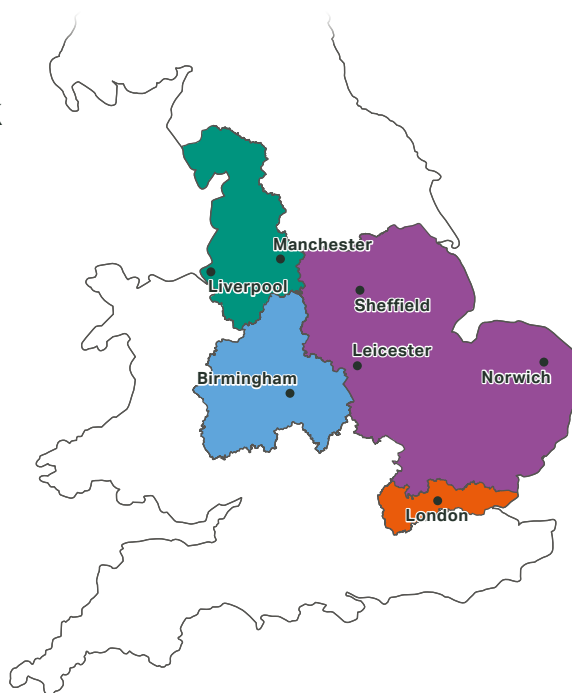 Manchester
Liverpool
Sheffield
Leicester
Birmingham
Norwich
London